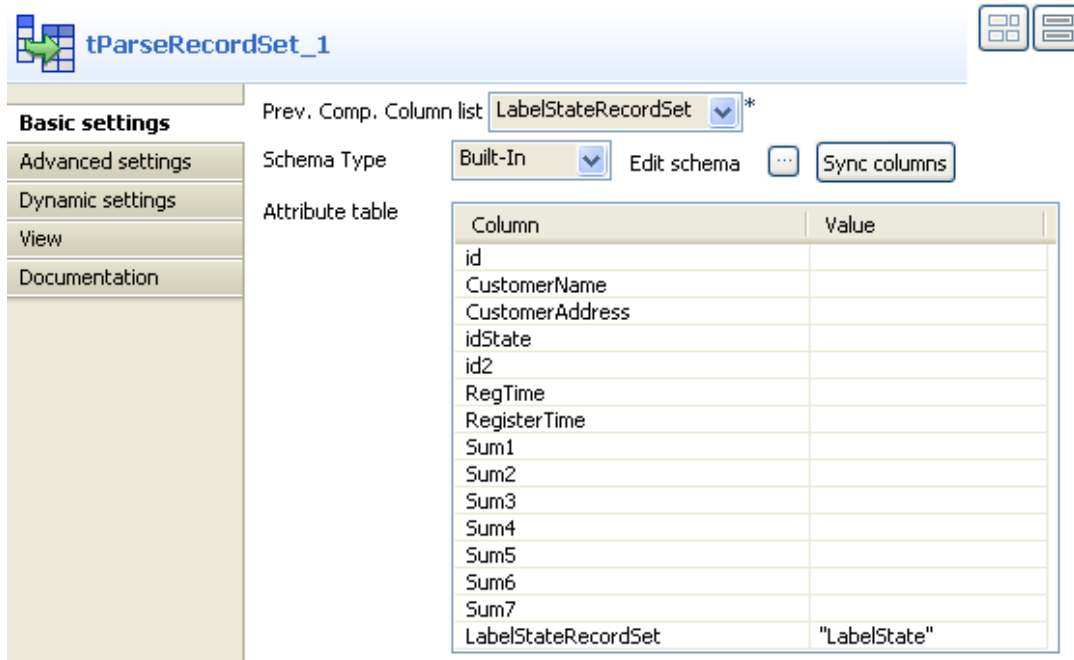 tParseRecordSet_1
Basic settings
Advanced settings
Dynamic settings
View
Documentation
Prev. Comp. Column list LabelStateRecordSet *
Schema Type Built-In Edit schema ... Sync columns
Attribute table
Column Value
id
CustomerName
CustomerAddress
idState
id2
RegTime
RegisterTime
Sum1
Sum2
Sum3
Sum4
Sum5
Sum6
Sum7
LabelStateRecordSet "LabelState"